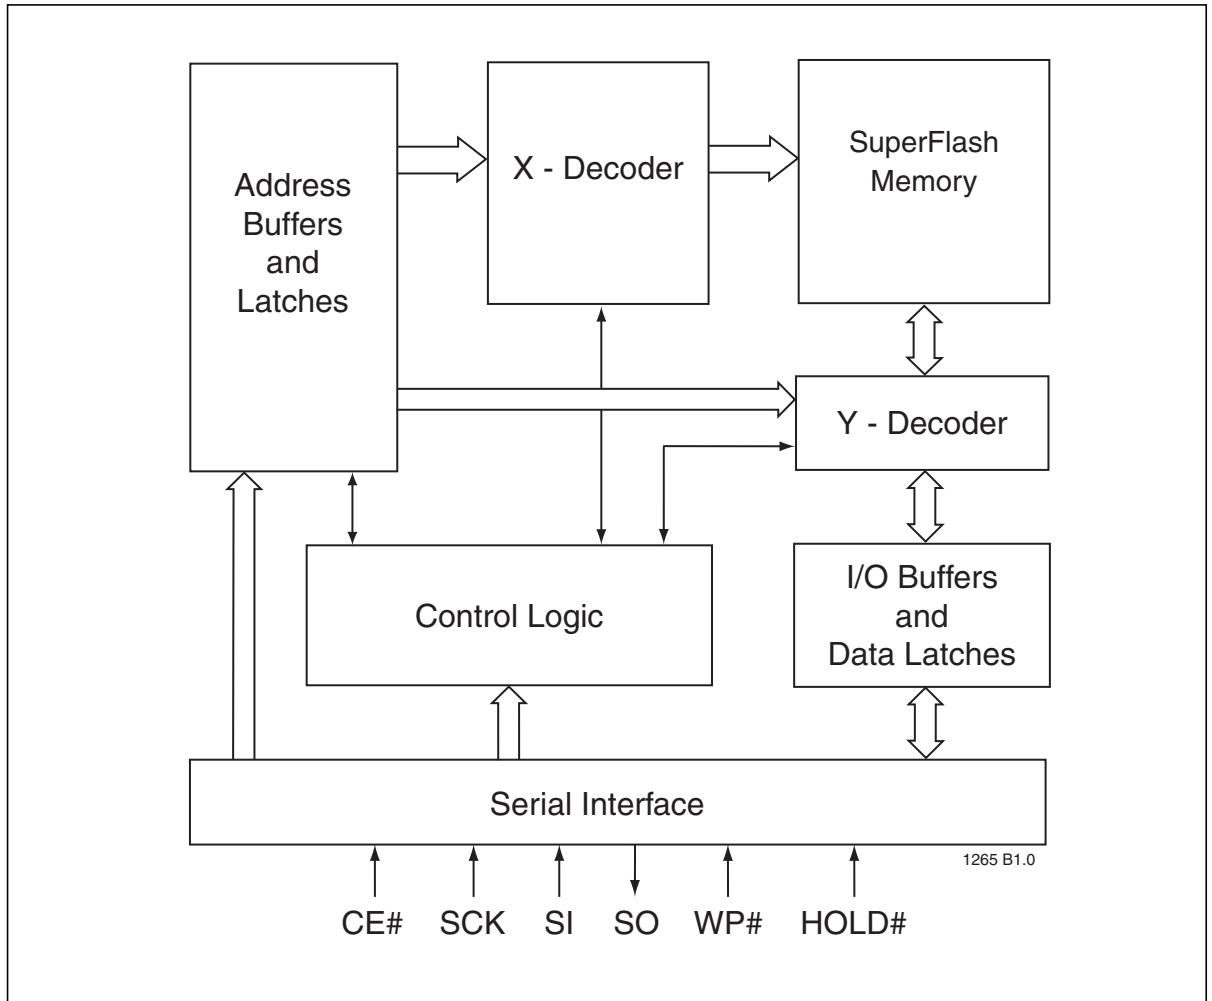 Address
Buffers
and
Latches
X - Decoder
SuperFlash
Memory
Y - Decoder
Control Logic
I/O Buffers
and
Data Latches
Serial Interface
1265 B1.0
CE# SCK SI SO WP# HOLD#